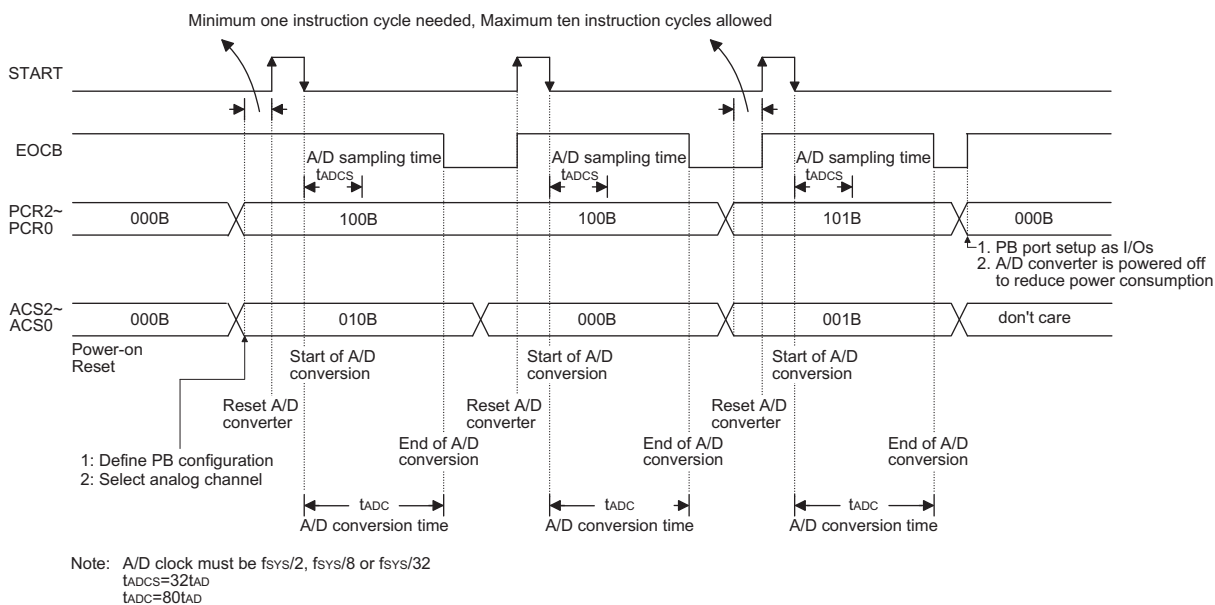 Minimum one instruction cycle needed, Maximum ten instruction cycles allowed
START
EOCB
A/D sampling time
tADCS
A/D sampling time
tADCS
A/D sampling time
tADCS
PCR2~
PCR0
000B
100B
100B
101B
000B
1. PB port setup as I/Os
2. A/D converter is powered off
to reduce power consumption
ACS2~
ACS0
000B
010B
000B
001B
don't care
Power-on
Reset
Start of A/D
conversion
Start of A/D
conversion
Start of A/D
conversion
Reset A/D
converter
Reset A/D
converter
Reset A/D
converter
1: Define PB configuration
2: Select analog channel
End of A/D
conversion
End of A/D
conversion
End of A/D
conversion
tADC
A/D conversion time
tADC
A/D conversion time
tADC
A/D conversion time
Note: A/D clock must be fSYS/2, fSYS/8 or fSYS/32
tADCS=32tAD
tADC=80tAD